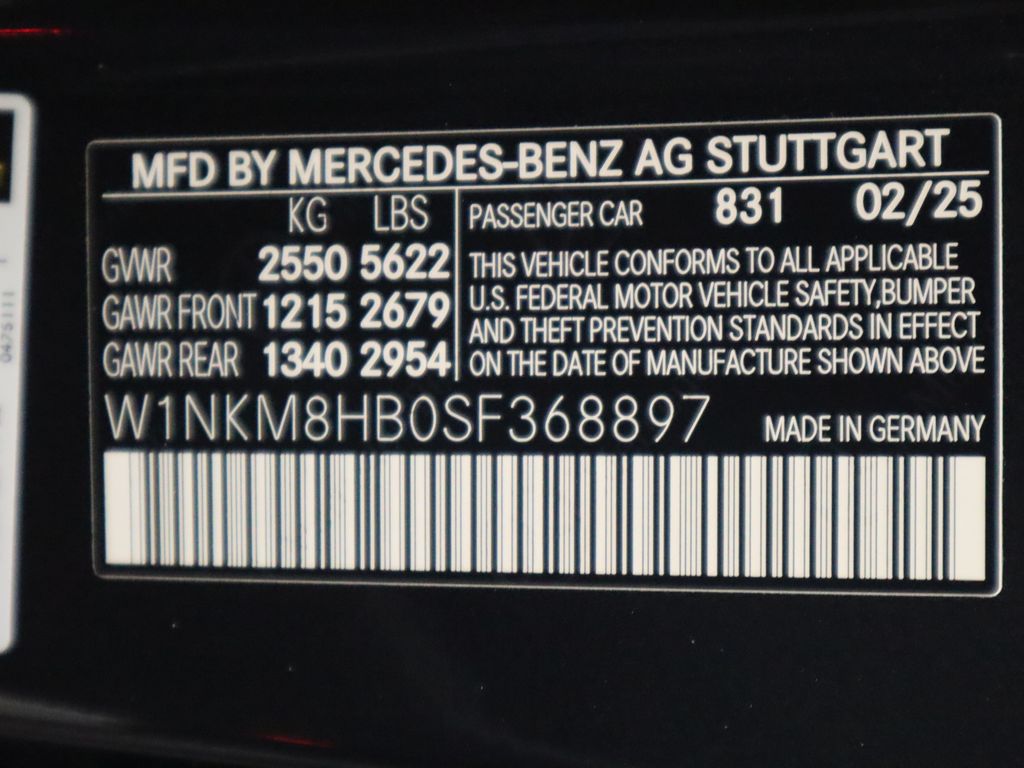 MFD BY MERCEDES-BENZ AG STUTTGART
KG LBS
GVWR 2550 5622
GAWR FRONT 1215 2679
GAWR REAR 1340 2954
PASSENGER CAR 831 02/25
THIS VEHICLE CONFORMS TO ALL APPLICABLE
U.S. FEDERAL MOTOR VEHICLE SAFETY,BUMPER
AND THEFT PREVENTION STANDARDS IN EFFECT
ON THE DATE OF MANUFACTURE SHOWN ABOVE
W1NKM8HB0SF368897 MADE IN GERMANY